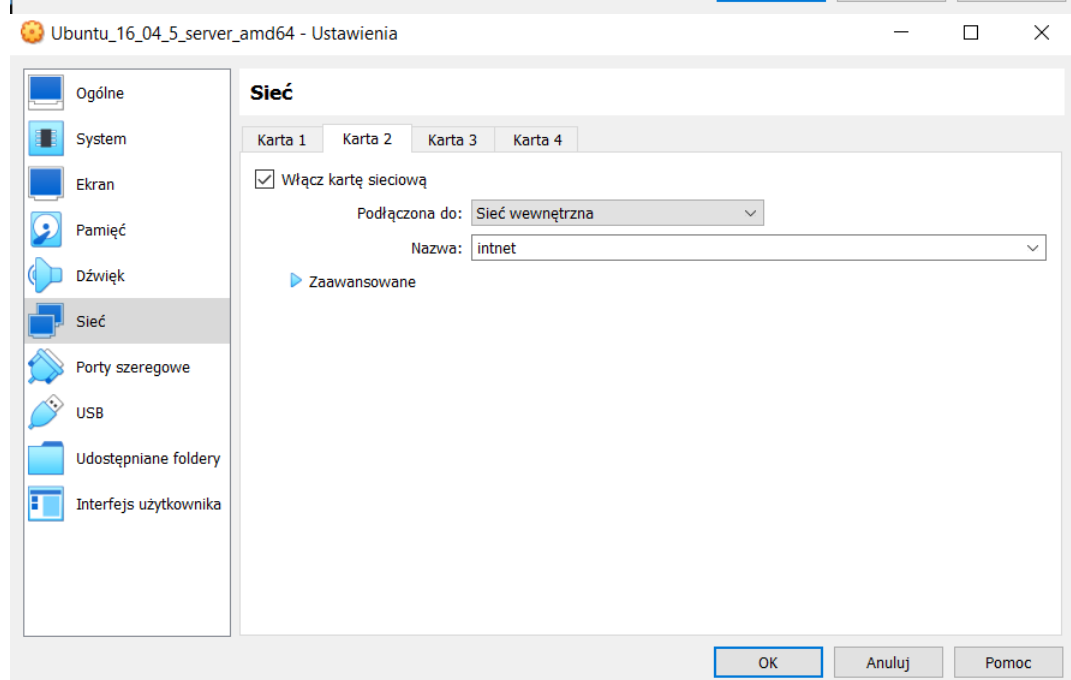 Ubuntu_16_04_5_server_amd64 - Ustawienia
Ogólne
System
Ekran
Pamięć
Dźwięk
Sieć
Porty szeregowe
USB
Udostępniane foldery
Interfejs użytkownika
Sieć
Karta 1 Karta 2 Karta 3 Karta 4
Włącz kartę sieciową
Podłączona do: Sieć wewnętrzna
Nazwa: intnet
Zaawansowane
OK Anuluj Pomoc